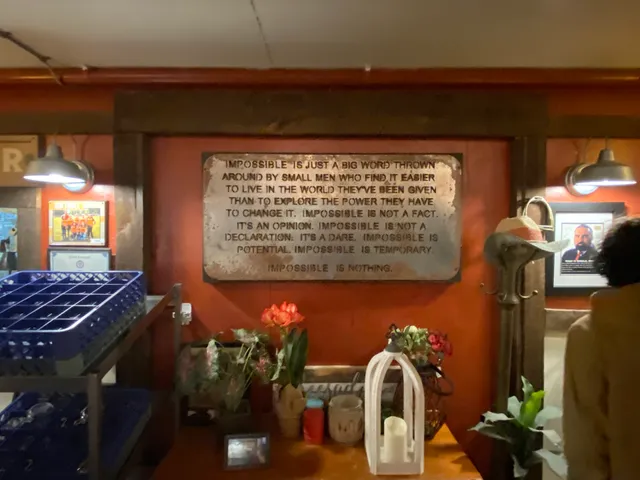 IMPOSSIBLE IS JUST A BIG WORD THROWN
AROUND BY SMALL MEN WHO FIND IT EASIER
TO LIVE IN THE WORLD THEY'VE BEEN GIVEN
THAN TO EXPLORE THE POWER THEY HAVE
TO CHANGE IT. IMPOSSIBLE IS NOT A FACT.
IT'S AN OPINION. IMPOSSIBLE IS NOT A
DECLARATION. IT'S A DARE. IMPOSSIBLE IS
POTENTIAL. IMPOSSIBLE IS TEMPORARY.
IMPOSSIBLE IS NOTHING.
R